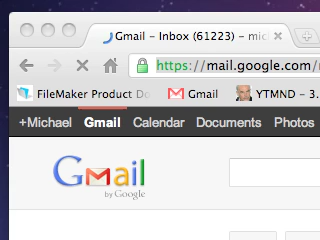 Gmail - Inbox (61223) - mic
https://mail.google.com/
FileMaker Product Do Gmail YTMND - 3.
+Michael Gmail Calendar Documents Photos
Gmail
by Google